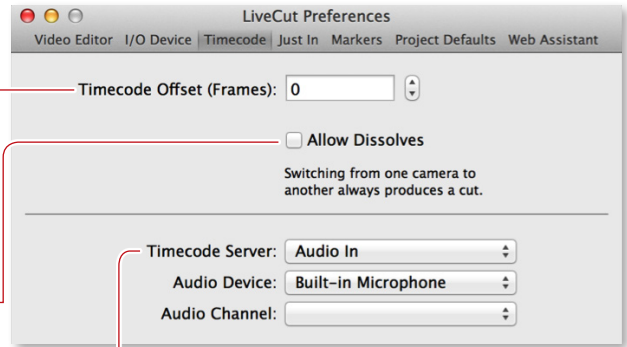 LiveCut Preferences
Video Editor I/O Device Timecode Just In Markers Project Defaults Web Assistant
Timecode Offset (Frames): 0
Allow Dissolves
Switching from one camera to
another always produces a cut.
Timecode Server: Audio In
Audio Device: Built-in Microphone
Audio Channel: